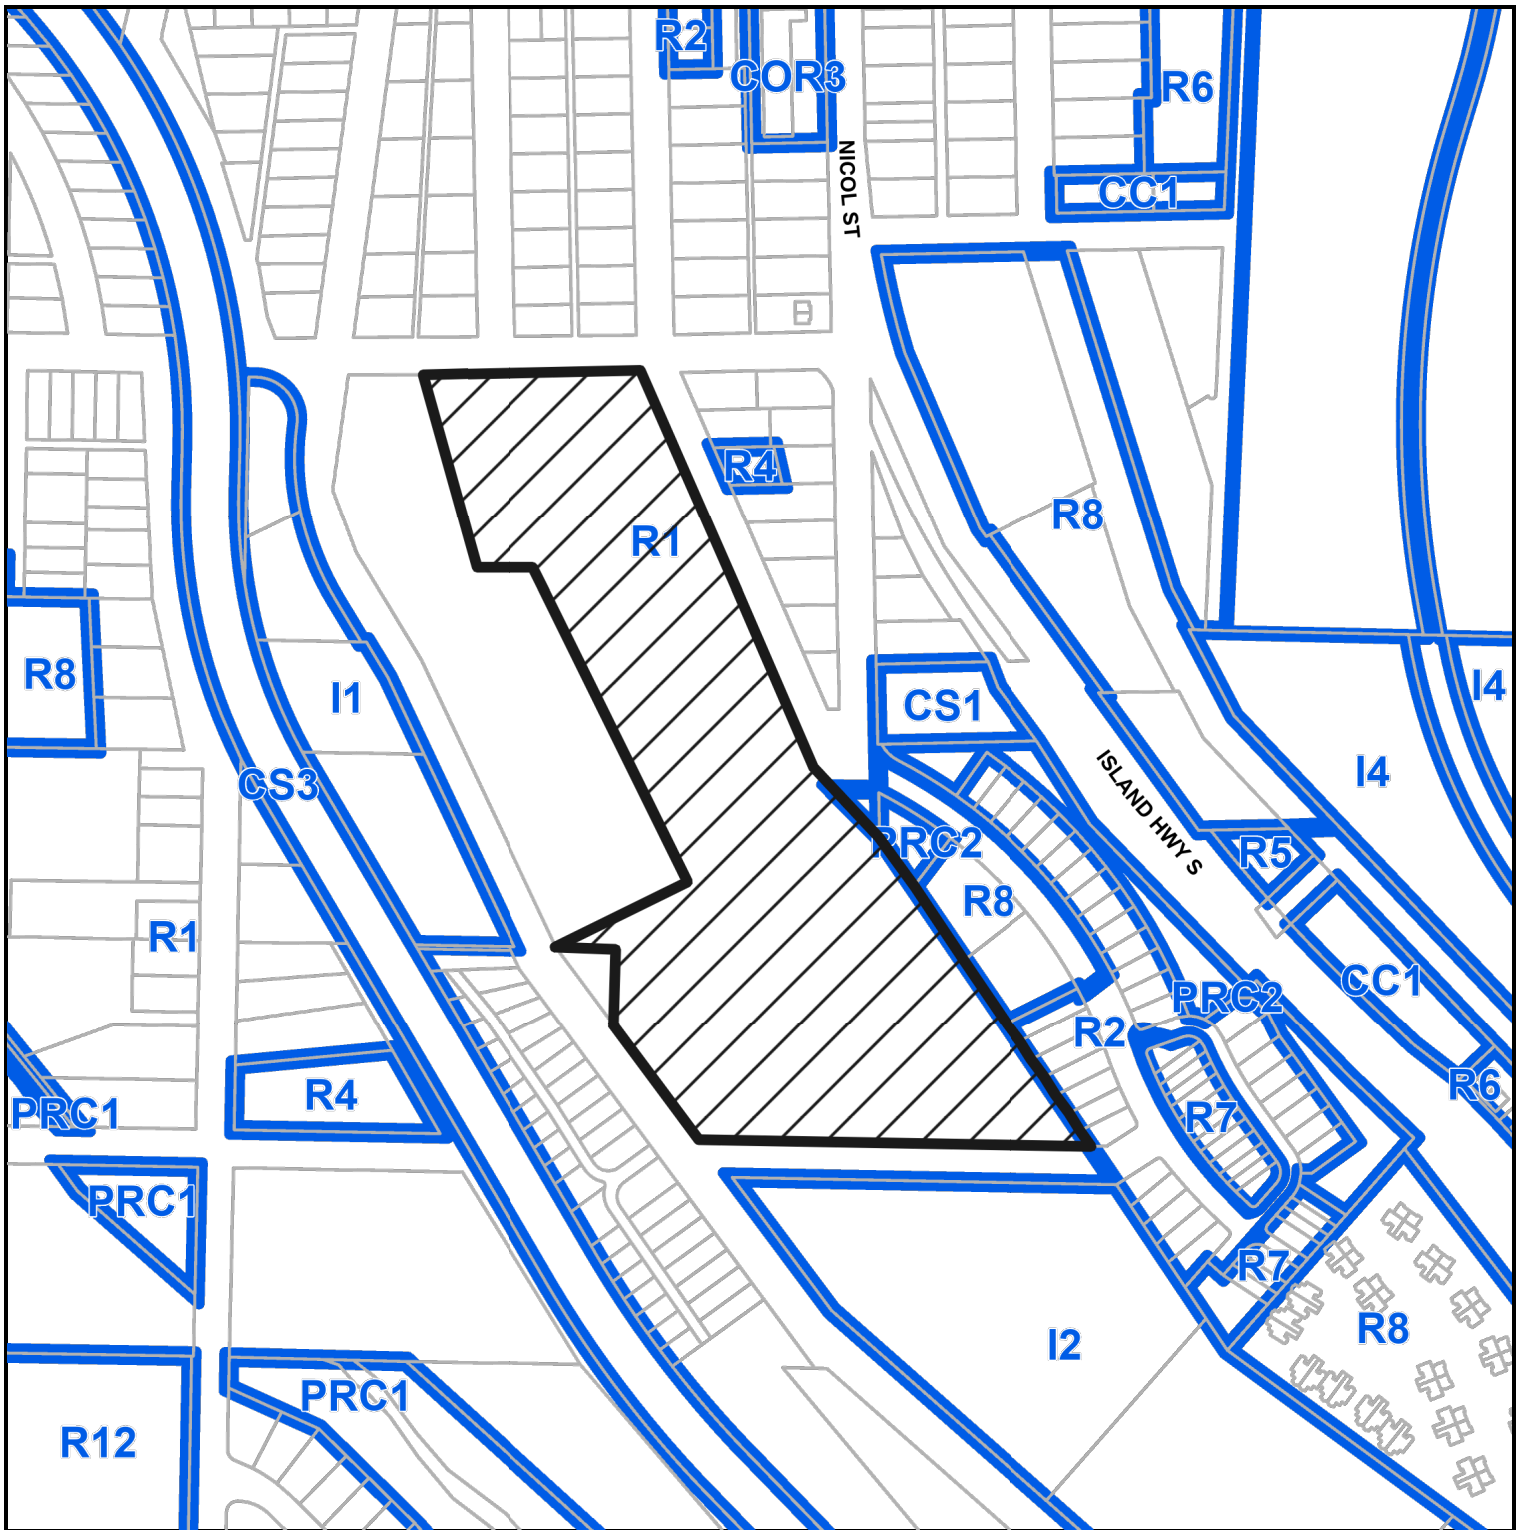 R2
COR3
R6
NICOL ST
CC1
R4
R1
R8
R8
I1
CS1
I4
I4
CS3
ISLAND HWY S
PRC2
R5
R8
R1
CC1
PRC2
R2
R6
R4
PRC1
R7
PRC1
R7
R8
I2
PRC1
R12